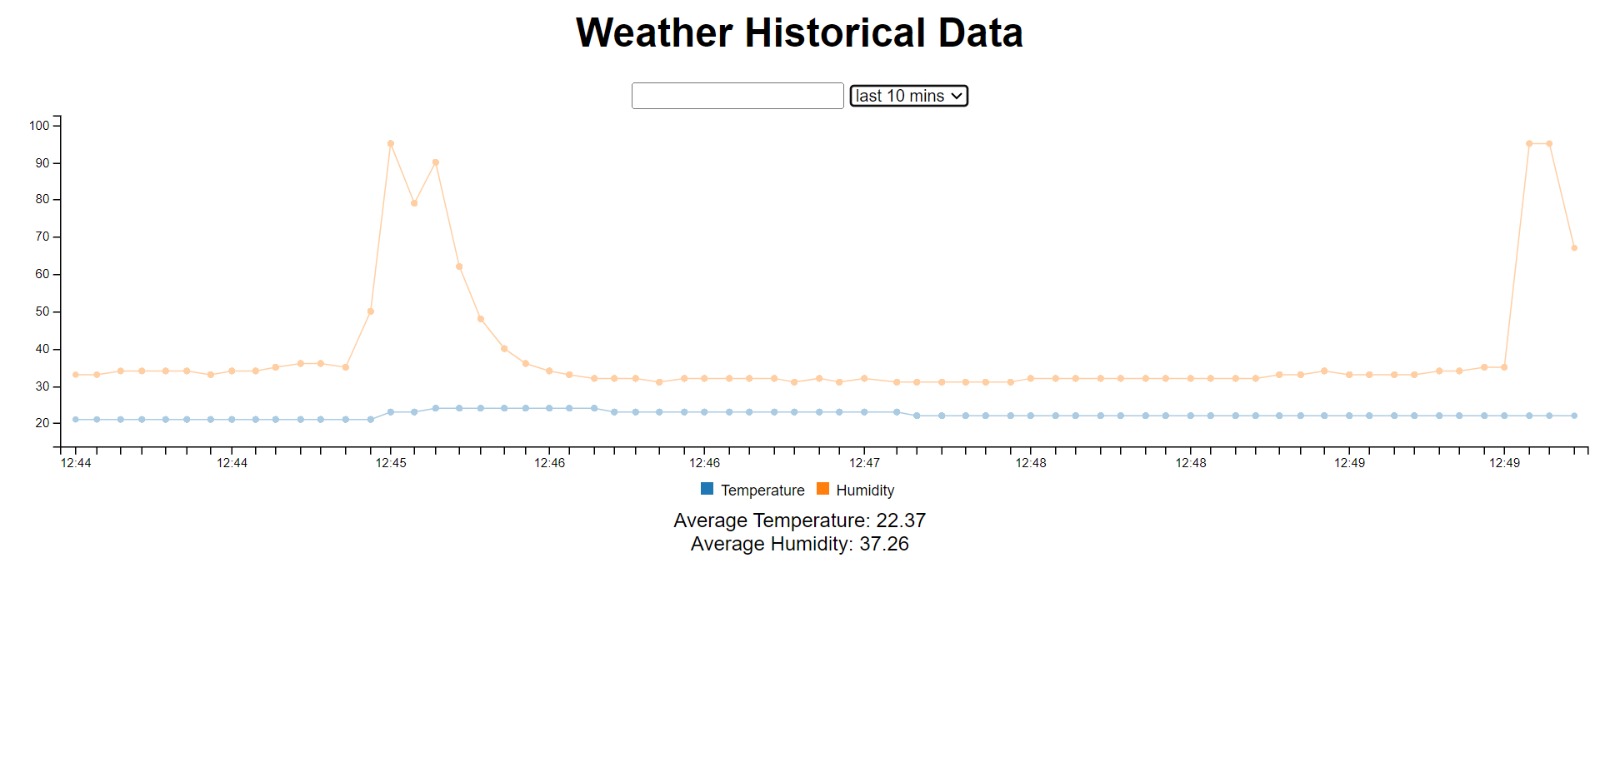 Weather Historical Data
last 10 mins
100
90
80
70
60
50
40
30
20
12:44 12:44 12:45 12:46 12:46 12:47 12:48 12:48 12:49 12:49
Temperature Humidity
Average Temperature: 22.37
Average Humidity: 37.26